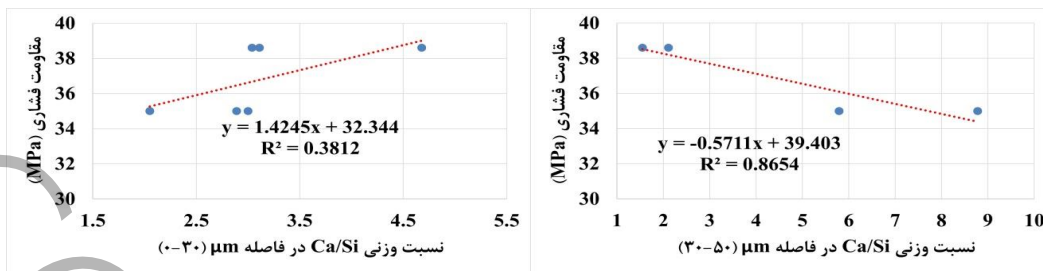 مقاومت فشاری (MPa)
40
38
36
34
32
30
y = 1.4245x + 32.344
R² = 0.3812
1.5 2.5 3.5 4.5 5.5
نسبت وزنی Ca/Si در فاصله µm (۰-۳۰)
مقاومت فشاری (MPa)
40
38
36
34
32
30
y = -0.5711x + 39.403
R² = 0.8654
1 2 3 4 5 6 7 8 9 10
نسبت وزنی Ca/Si در فاصله µm (۳۰-۵۰)